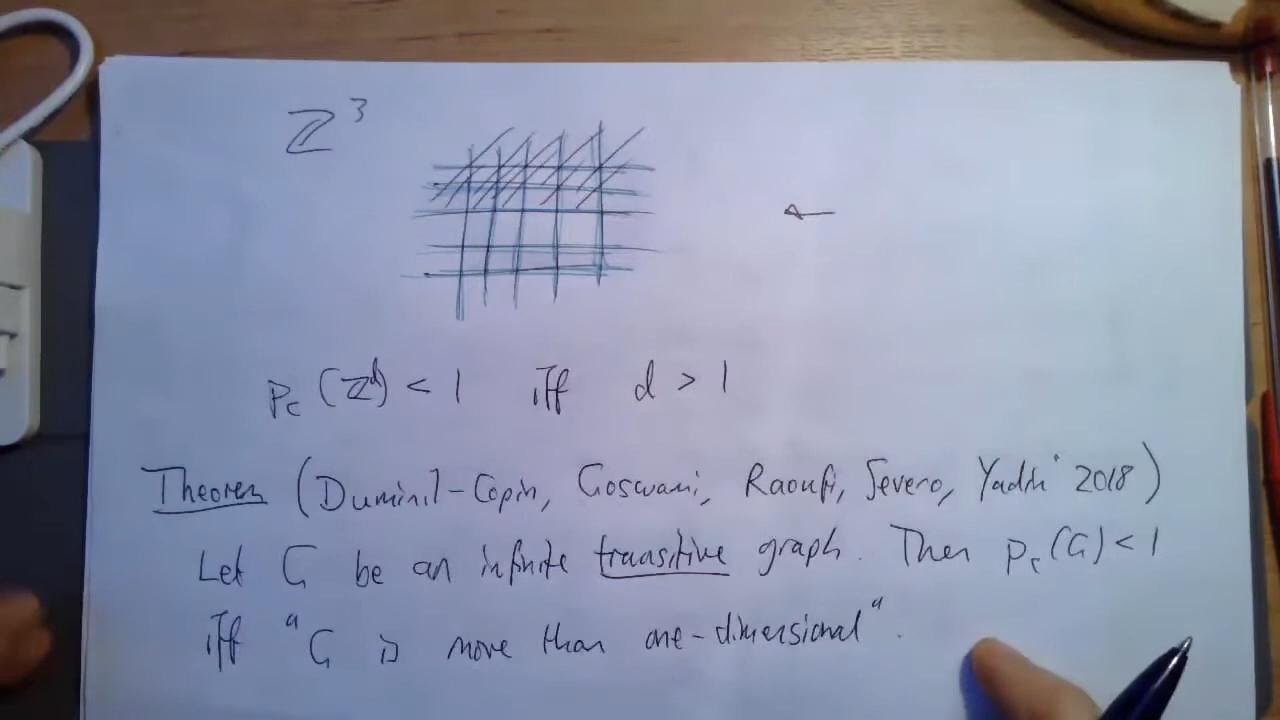 ℤ³
p_c(ℤ^d) < 1 iff d > 1
Theorem (Duminil-Copin, Goswami, Raoufi, Severo, Yadin 2018)
Let G be an infinite transitive graph. Then p_c(G) < 1
iff "G is more than one-dimensional".